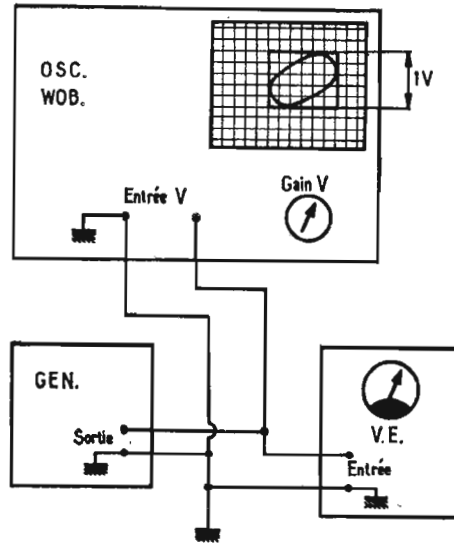 OSC.
WOB.
1V
Entrée V
Gain V
GEN.
Sortie
V.E.
Entrée